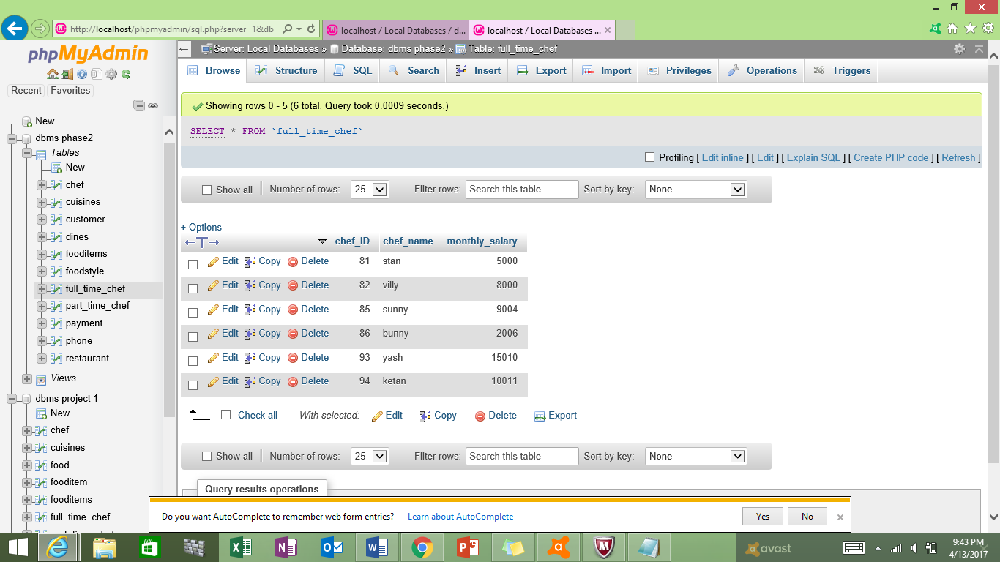 http://localhost/phpmyadmin/sql.php?server=1&db=
localhost / Local Databases / d...
localhost / Local Databases ...
phpMyAdmin
Recent Favorites
New
dbms phase2
Tables
New
chef
cuisines
customer
dines
fooditems
foodstyle
full_time_chef
part_time_chef
payment
phone
restaurant
Views
dbms project 1
New
chef
cuisines
food
fooditem
fooditems
full_time_chef
Server: Local Databases » Database: dbms phase2 » Table: full_time_chef
Browse Structure SQL Search Insert Export Import Privileges Operations Triggers
Showing rows 0 - 5 (6 total, Query took 0.0009 seconds.)
SELECT * FROM `full_time_chef`
Profiling [ Edit inline ] [ Edit ] [ Explain SQL ] [ Create PHP code ] [ Refresh ]
Show all Number of rows: 25 Filter rows: Search this table Sort by key: None
+ Options
←T→ chef_ID chef_name monthly_salary
Edit Copy Delete 81 stan 5000
Edit Copy Delete 82 villy 8000
Edit Copy Delete 85 sunny 9004
Edit Copy Delete 86 bunny 2006
Edit Copy Delete 93 yash 15010
Edit Copy Delete 94 ketan 10011
Check all With selected: Edit Copy Delete Export
Show all Number of rows: 25 Filter rows: Search this table Sort by key: None
Query results operations
Do you want AutoComplete to remember web form entries? Learn about AutoComplete Yes No
avast
9:43 PM
4/13/2017